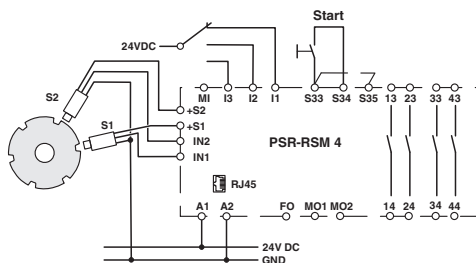 Start
24VDC
S2
MI I3 I2 I1 S33 S34 S35 13 23 33 43
+S2
S1
+S1
IN2
IN1
PSR-RSM 4
RJ45
A1 A2 FO MO1 MO2 14 24 34 44
24V DC
GND